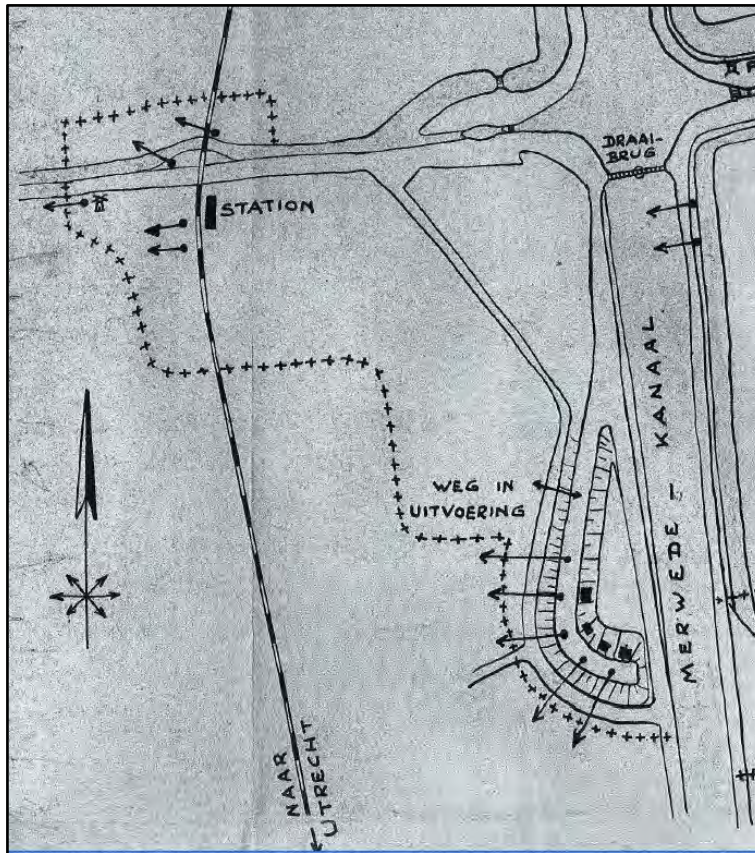 DRAAI-
BRUG
STATION
MERWEDE - KANAAL
WEG IN
UITVOERING
NAAR
UTRECHT